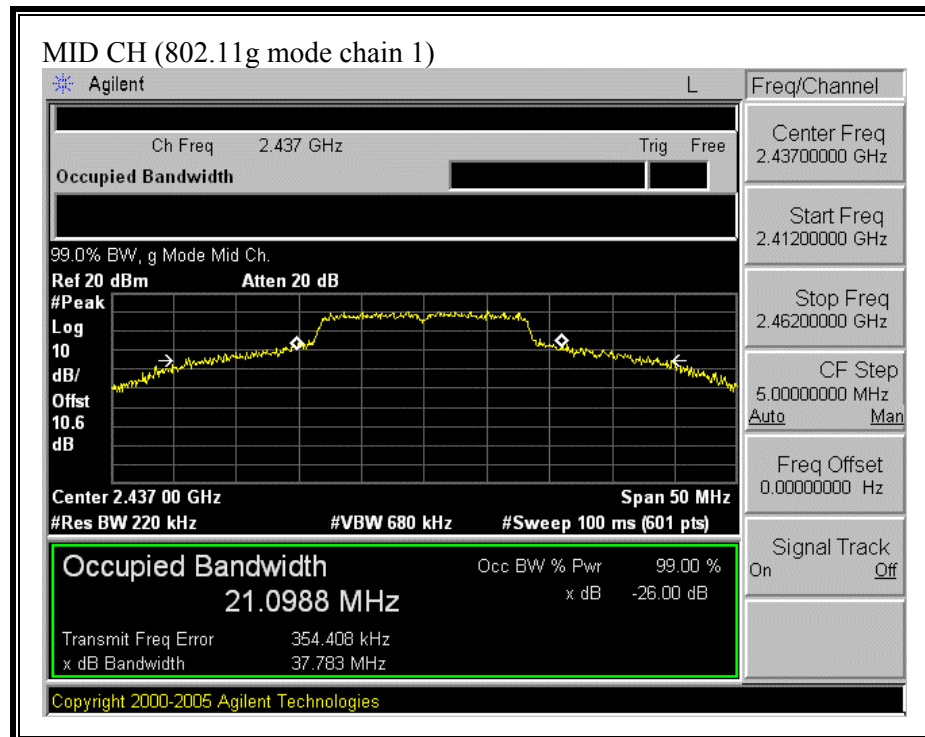 MID CH (802.11g mode chain 1)
Agilent L Freq/Channel
Ch Freq 2.437 GHz Trig Free
Occupied Bandwidth
Center Freq
2.43700000 GHz
Start Freq
2.41200000 GHz
Stop Freq
2.46200000 GHz
CF Step
5.00000000 MHz
Auto Man
Freq Offset
0.00000000 Hz
Signal Track
On Off
99.0% BW, g Mode Mid Ch.
Ref 20 dBm Atten 20 dB
#Peak
Log
10
dB/
Offst
10.6
dB
Center 2.437 00 GHz Span 50 MHz
#Res BW 220 kHz #VBW 680 kHz #Sweep 100 ms (601 pts)
Occupied Bandwidth Occ BW % Pwr 99.00 %
21.0988 MHz x dB -26.00 dB
Transmit Freq Error 354.408 kHz
x dB Bandwidth 37.783 MHz
Copyright 2000-2005 Agilent Technologies